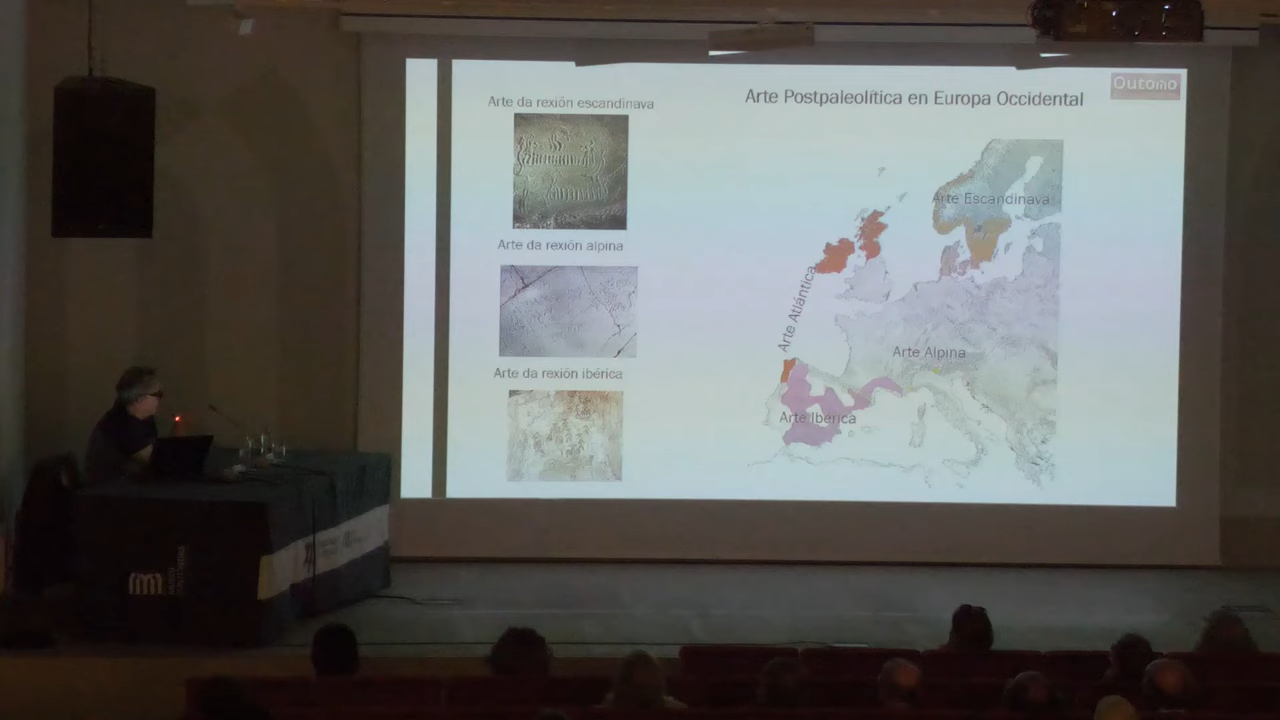 Arte da rexión escandinava
Arte da rexión alpina
Arte da rexión ibérica
Arte Postpaleolítica en Europa Occidental
Outono
Arte Escandinava
Arte Atlántica
Arte Alpina
Arte Ibérica